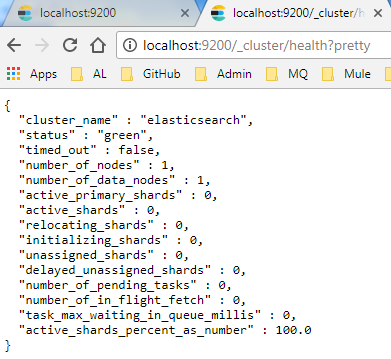 localhost:9200
localhost:9200/_cluster/h
localhost:9200/_cluster/health?pretty
Apps AL GitHub Admin MQ Mule
{
"cluster_name" : "elasticsearch",
"status" : "green",
"timed_out" : false,
"number_of_nodes" : 1,
"number_of_data_nodes" : 1,
"active_primary_shards" : 0,
"active_shards" : 0,
"relocating_shards" : 0,
"initializing_shards" : 0,
"unassigned_shards" : 0,
"delayed_unassigned_shards" : 0,
"number_of_pending_tasks" : 0,
"number_of_in_flight_fetch" : 0,
"task_max_waiting_in_queue_millis" : 0,
"active_shards_percent_as_number" : 100.0
}